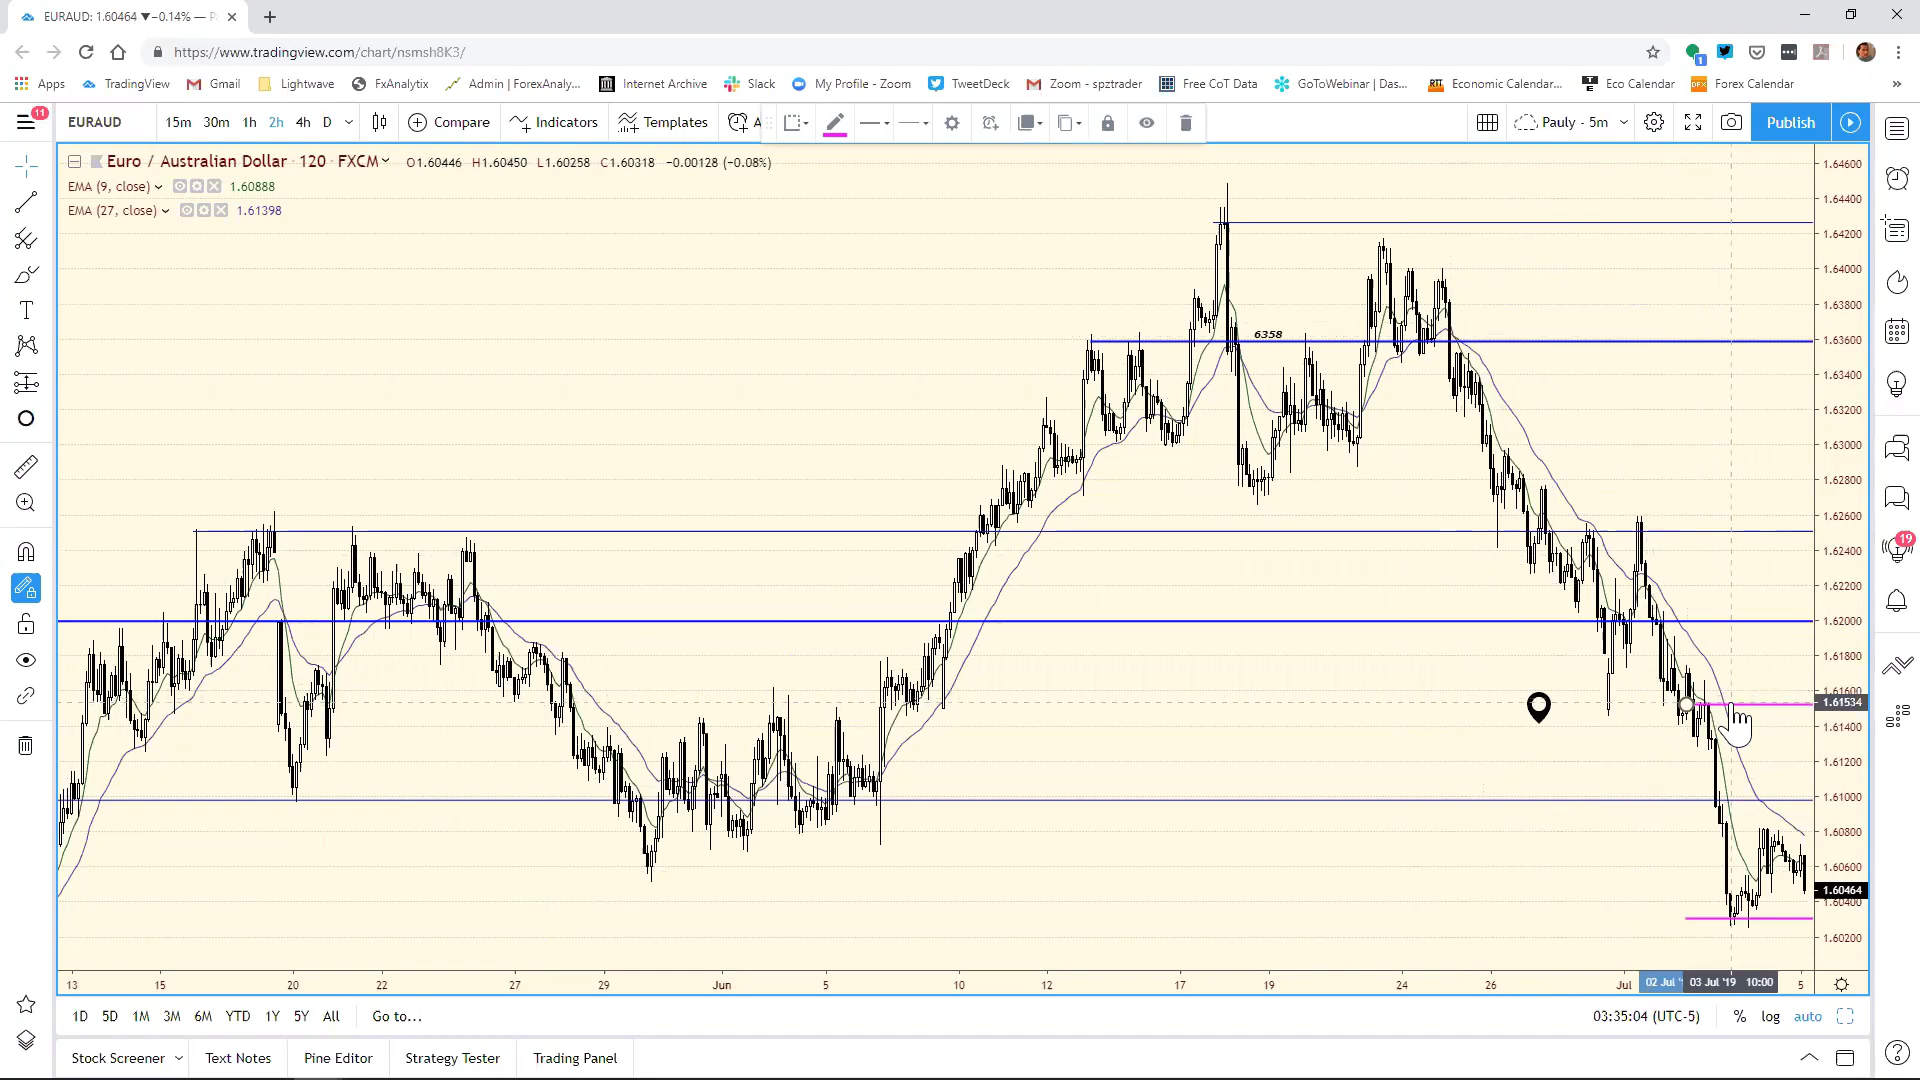 EURAUD: 1.60464 ▼−0.14% — P
https://www.tradingview.com/chart/nsmsh8K3/
1
Apps TradingView Gmail Lightwave FxAnalytix Admin | ForexAnaly... Internet Archive Slack My Profile - Zoom TweetDeck Zoom - spztrader Free CoT Data GoToWebinar | Das... RTT Economic Calendar... Eco Calendar DFX Forex Calendar »
11 EURAUD 15m 30m 1h 2h 4h D Compare Indicators Templates A Pauly - 5m Publish
Euro / Australian Dollar · 120 · FXCM O1.60446 H1.60450 L1.60258 C1.60318 −0.00128 (−0.08%)
EMA (9, close) 1.60888
EMA (27, close) 1.61398
6358
1.64600
1.64400
1.64200
1.64000
1.63800
1.63600
1.63400
1.63200
1.63000
1.62800
1.62600
1.62400
1.62200
1.62000
1.61800
1.61600
1.61534
1.61400
1.61200
1.61000
1.60800
1.60600
1.60464
1.60400
1.60200
19
13 15 20 22 27 29 Jun 5 10 12 17 19 24 26 Jul 02 Jul '1 03 Jul '19 10:00 5
1D 5D 1M 3M 6M YTD 1Y 5Y All Go to... 03:35:04 (UTC-5) % log auto
Stock Screener Text Notes Pine Editor Strategy Tester Trading Panel